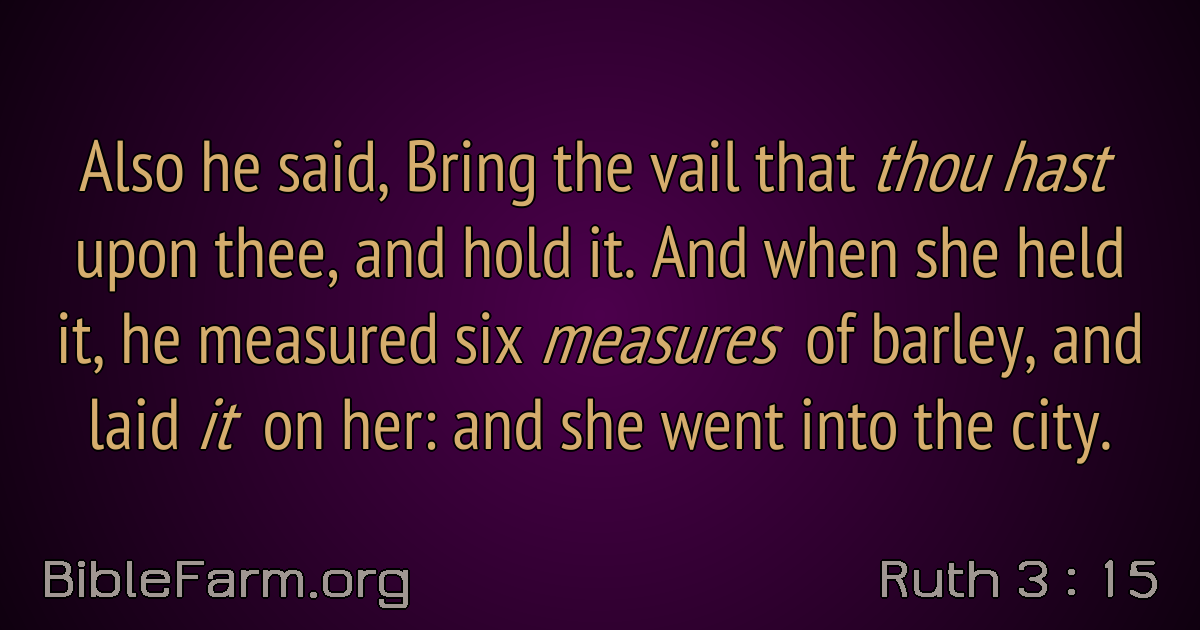 Also he said, Bring the vail that thou hast
upon thee, and hold it. And when she held
it, he measured six measures of barley, and
laid it on her: and she went into the city.
BibleFarm.org
Ruth 3 : 15